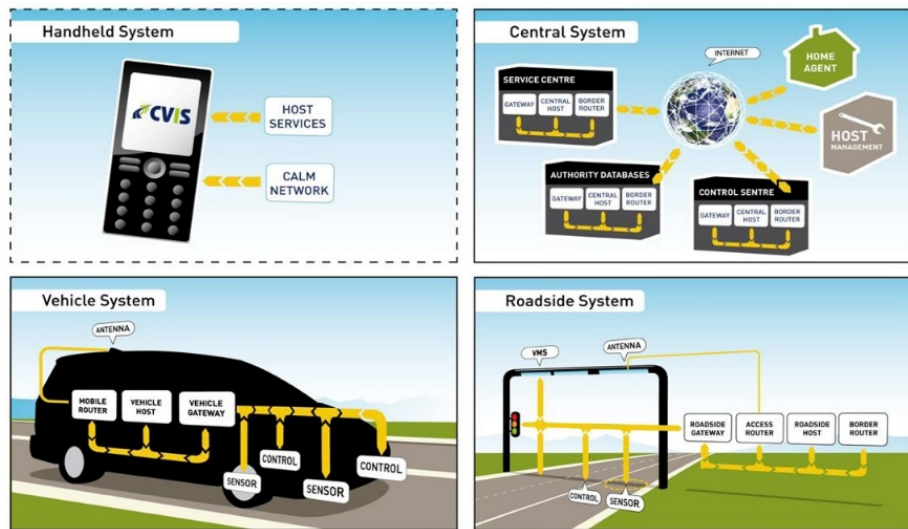 Handheld System
CVIS
HOST
SERVICES
CALM
NETWORK
Central System
INTERNET
HOME
AGENT
SERVICE CENTRE
GATEWAY
CENTRAL
HOST
BORDER
ROUTER
HOST
MANAGEMENT
AUTHORITY DATABASES
GATEWAY
CENTRAL
HOST
BORDER
ROUTER
CONTROL SENTRE
GATEWAY
CENTRAL
HOST
BORDER
ROUTER
Vehicle System
ANTENNA
MOBILE
ROUTER
VEHICLE
HOST
VEHICLE
GATEWAY
SENSOR
CONTROL
SENSOR
CONTROL
Roadside System
VMS
ANTENNA
ROADSIDE
GATEWAY
ACCESS
ROUTER
ROADSIDE
HOST
BORDER
ROUTER
CONTROL
SENSOR